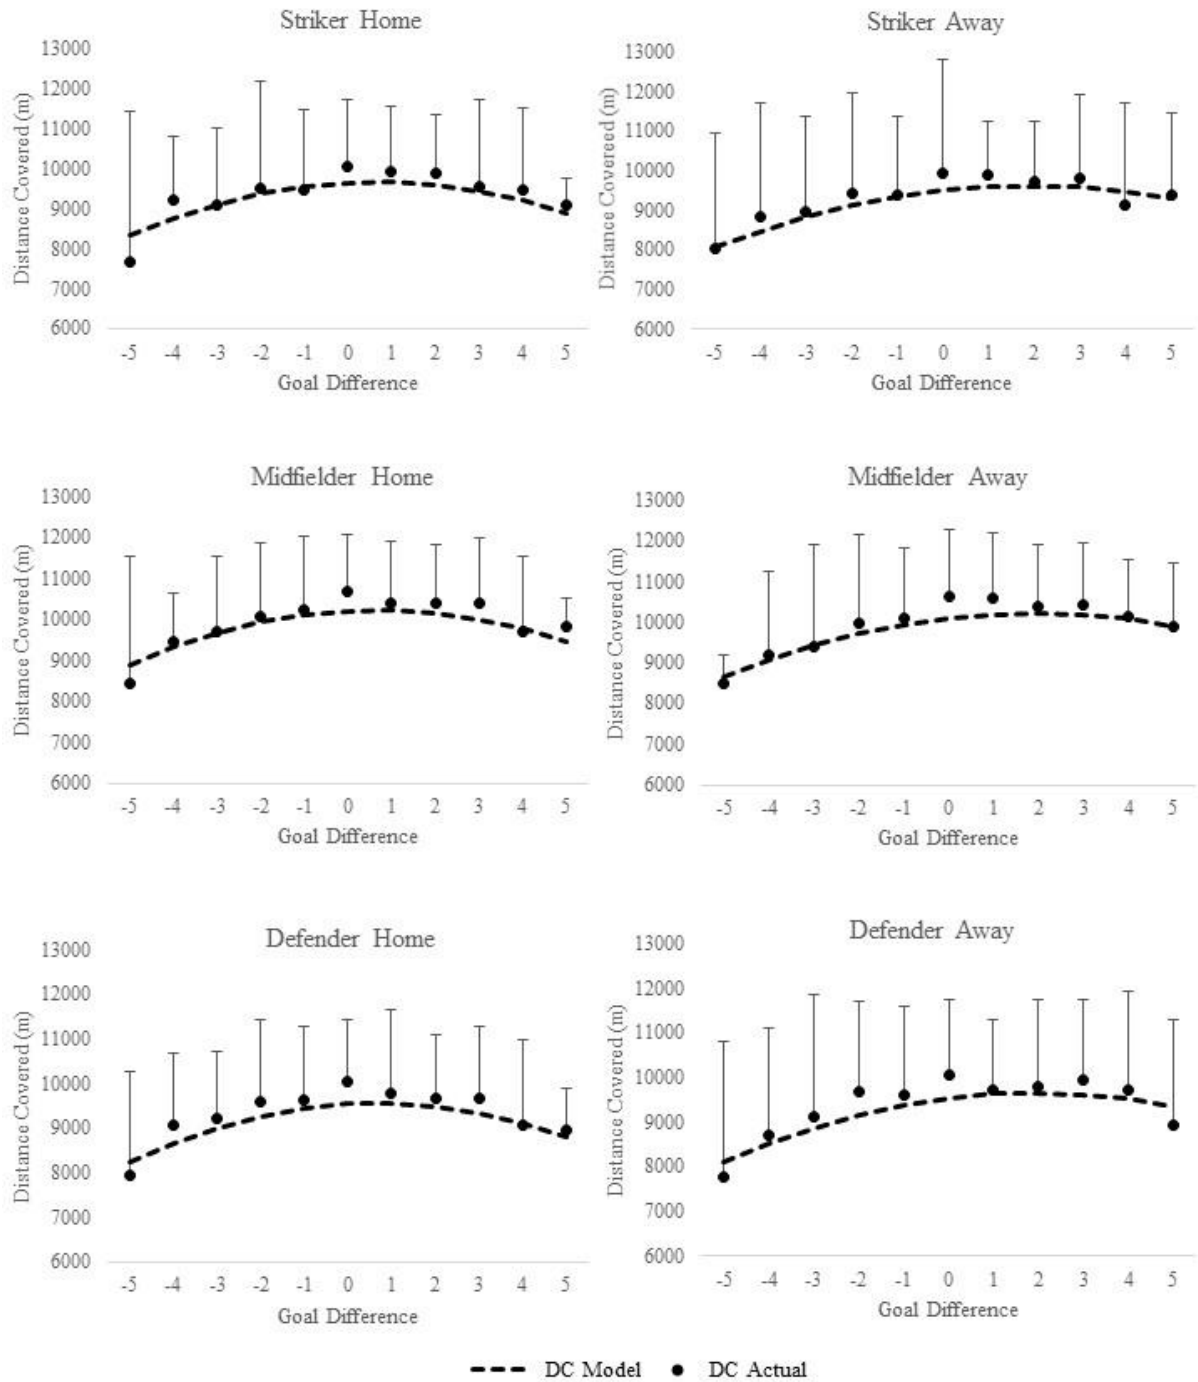 Striker Home
Distance Covered (m)
13000
12000
11000
10000
9000
8000
7000
6000
-5 -4 -3 -2 -1 0 1 2 3 4 5
Goal Difference
Striker Away
Distance Covereed (m)
13000
12000
11000
10000
9000
8000
7000
6000
-5 -4 -3 -2 -1 0 1 2 3 4 5
Goal Difference
Midfielder Home
Distance Covered (m)
13000
12000
11000
10000
9000
8000
7000
6000
-5 -4 -3 -2 -1 0 1 2 3 4 5
Goal Difference
Midfielder Away
Distance Covered (m)
13000
12000
11000
10000
9000
8000
7000
6000
-5 -4 -3 -2 -1 0 1 2 3 4 5
Goal Difference
Defender Home
Distance Covered (m)
13000
12000
11000
10000
9000
8000
7000
6000
-5 -4 -3 -2 -1 0 1 2 3 4 5
Goal Difference
Defender Away
Distance Covered (m)
13000
12000
11000
10000
9000
8000
7000
6000
-5 -4 -3 -2 -1 0 1 2 3 4 5
Goal Difference
DC Model DC Actual